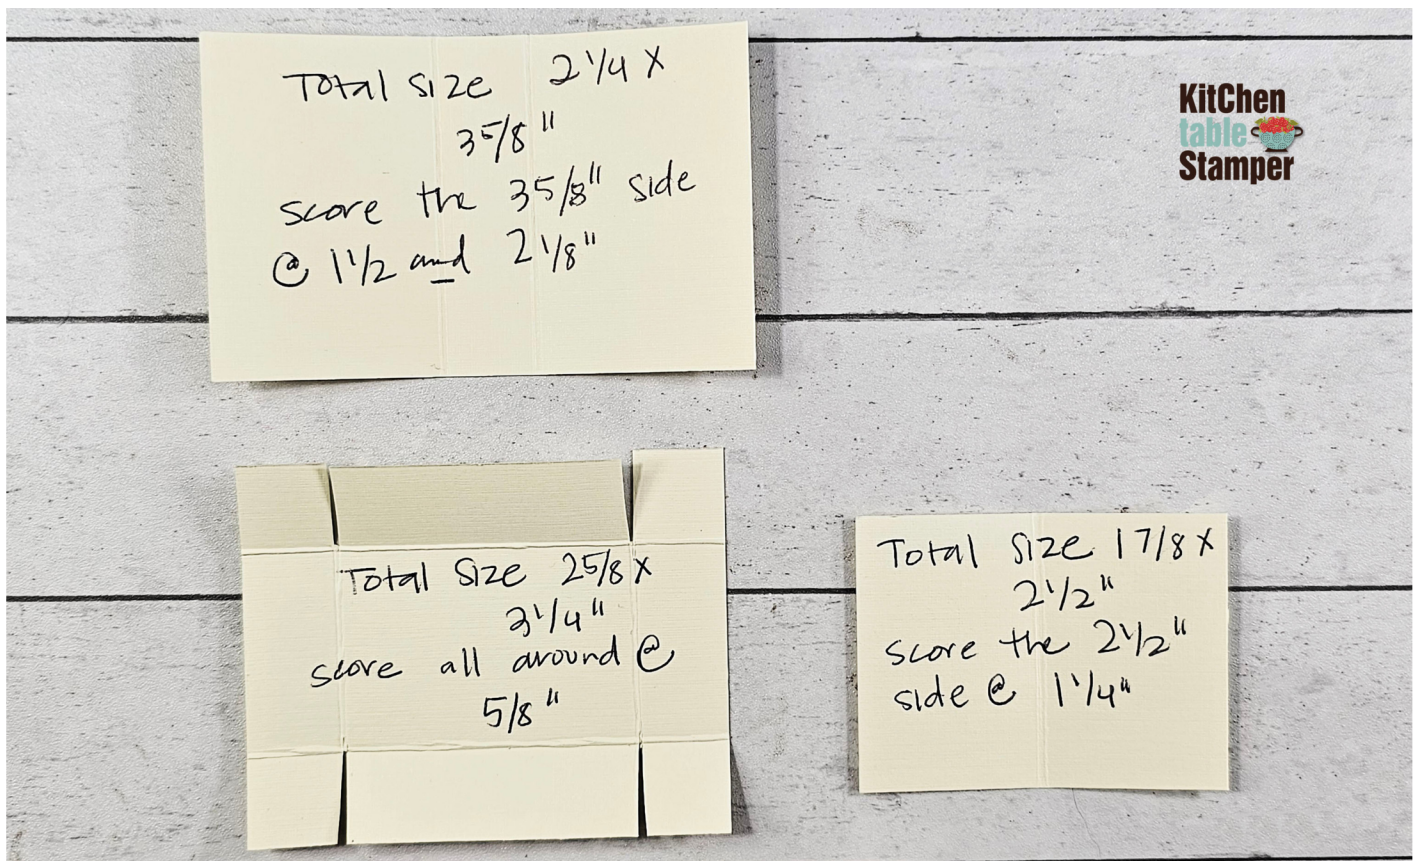 Total Size 2 1/4 X
3 5/8"
score the 3 5/8" side
@ 1 1/2 and 2 1/8"
KitChen
table
Stamper
Total Size 2 5/8 X
3 1/4"
score all around @
5/8"
Total Size 1 7/8 X
2 1/2"
score the 2 1/2"
side @ 1 1/4"